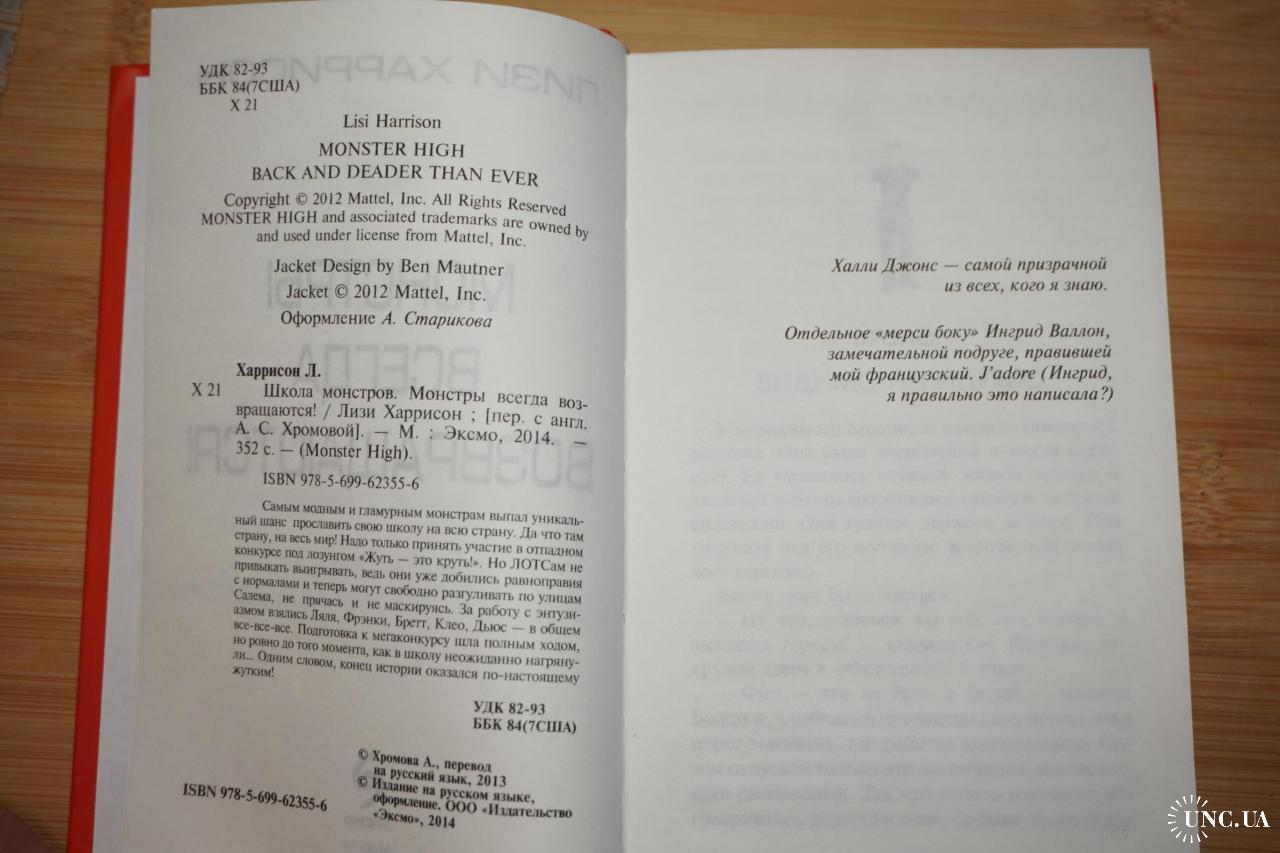 УДК 82-93
ББК 84(7США)
Х 21
Lisi Harrison
MONSTER HIGH
BACK AND DEADER THAN EVER
Copyright © 2012 Mattel, Inc. All Rights Reserved
MONSTER HIGH and associated trademarks are owned by
and used under license from Mattel, Inc.
Jacket Design by Ben Mautner
Jacket © 2012 Mattel, Inc.
Оформление А. Старикова
Харрисон Л.
Х 21 Школа монстров. Монстры всегда воз-
вращаются! / Лизи Харрисон ; [пер. с англ.
А. С. Хромовой]. — М. : Эксмо, 2014. —
352 с. — (Monster High).
ISBN 978-5-699-62355-6
Самым модным и гламурным монстрам выпал уникаль-
ный шанс прославить свою школу на всю страну. Да что там
страну, на весь мир! Надо только принять участие в отпадном
конкурсе под лозунгом «Жуть — это круть!». Но ЛОТСам не
привыкать выигрывать, ведь они уже добились равноправия
с нормалами и теперь могут свободно разгуливать по улицам
Салема, не прячась и не маскируясь. За работу с энтузи-
азмом взялись Ляля, Фрэнки, Бретт, Клео, Дьюс — в общем
все-все-все. Подготовка к мегаконкурсу шла полным ходом,
но ровно до того момента, как в школу неожиданно нагряну-
ли... Одним словом, конец истории оказался по-настоящему
жутким!
УДК 82-93
ББК 84(7США)
© Хромова А., перевод
на русский язык, 2013
© Издание на русском языке,
оформление. ООО «Издательство
«Эксмо», 2014
ISBN 978-5-699-62355-6
Халли Джонс — самой призрачной
из всех, кого я знаю.
Отдельное «мерси боку» Ингрид Валлон,
замечательной подруге, правившей
мой французский. J'adore (Ингрид,
я правильно это написала?)
UNC.UA